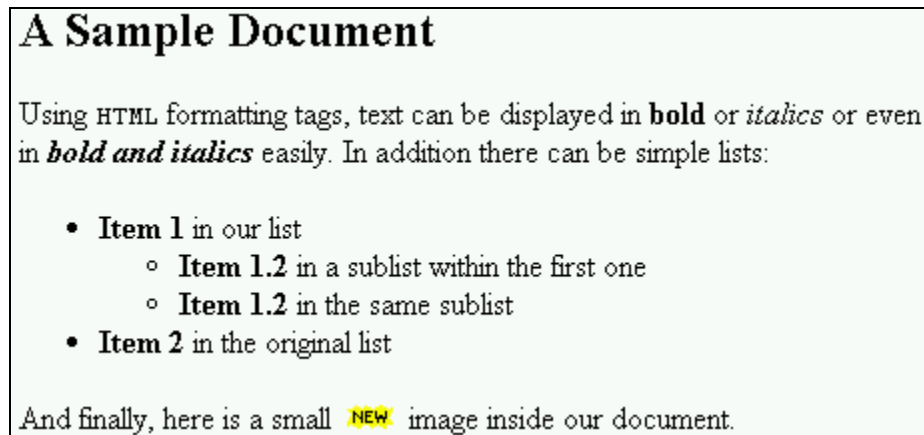 A Sample Document
Using HTML formatting tags, text can be displayed in bold or italics or even
in bold and italics easily. In addition there can be simple lists:
• Item 1 in our list
○ Item 1.2 in a sublist within the first one
○ Item 1.2 in the same sublist
• Item 2 in the original list
And finally, here is a small NEW image inside our document.